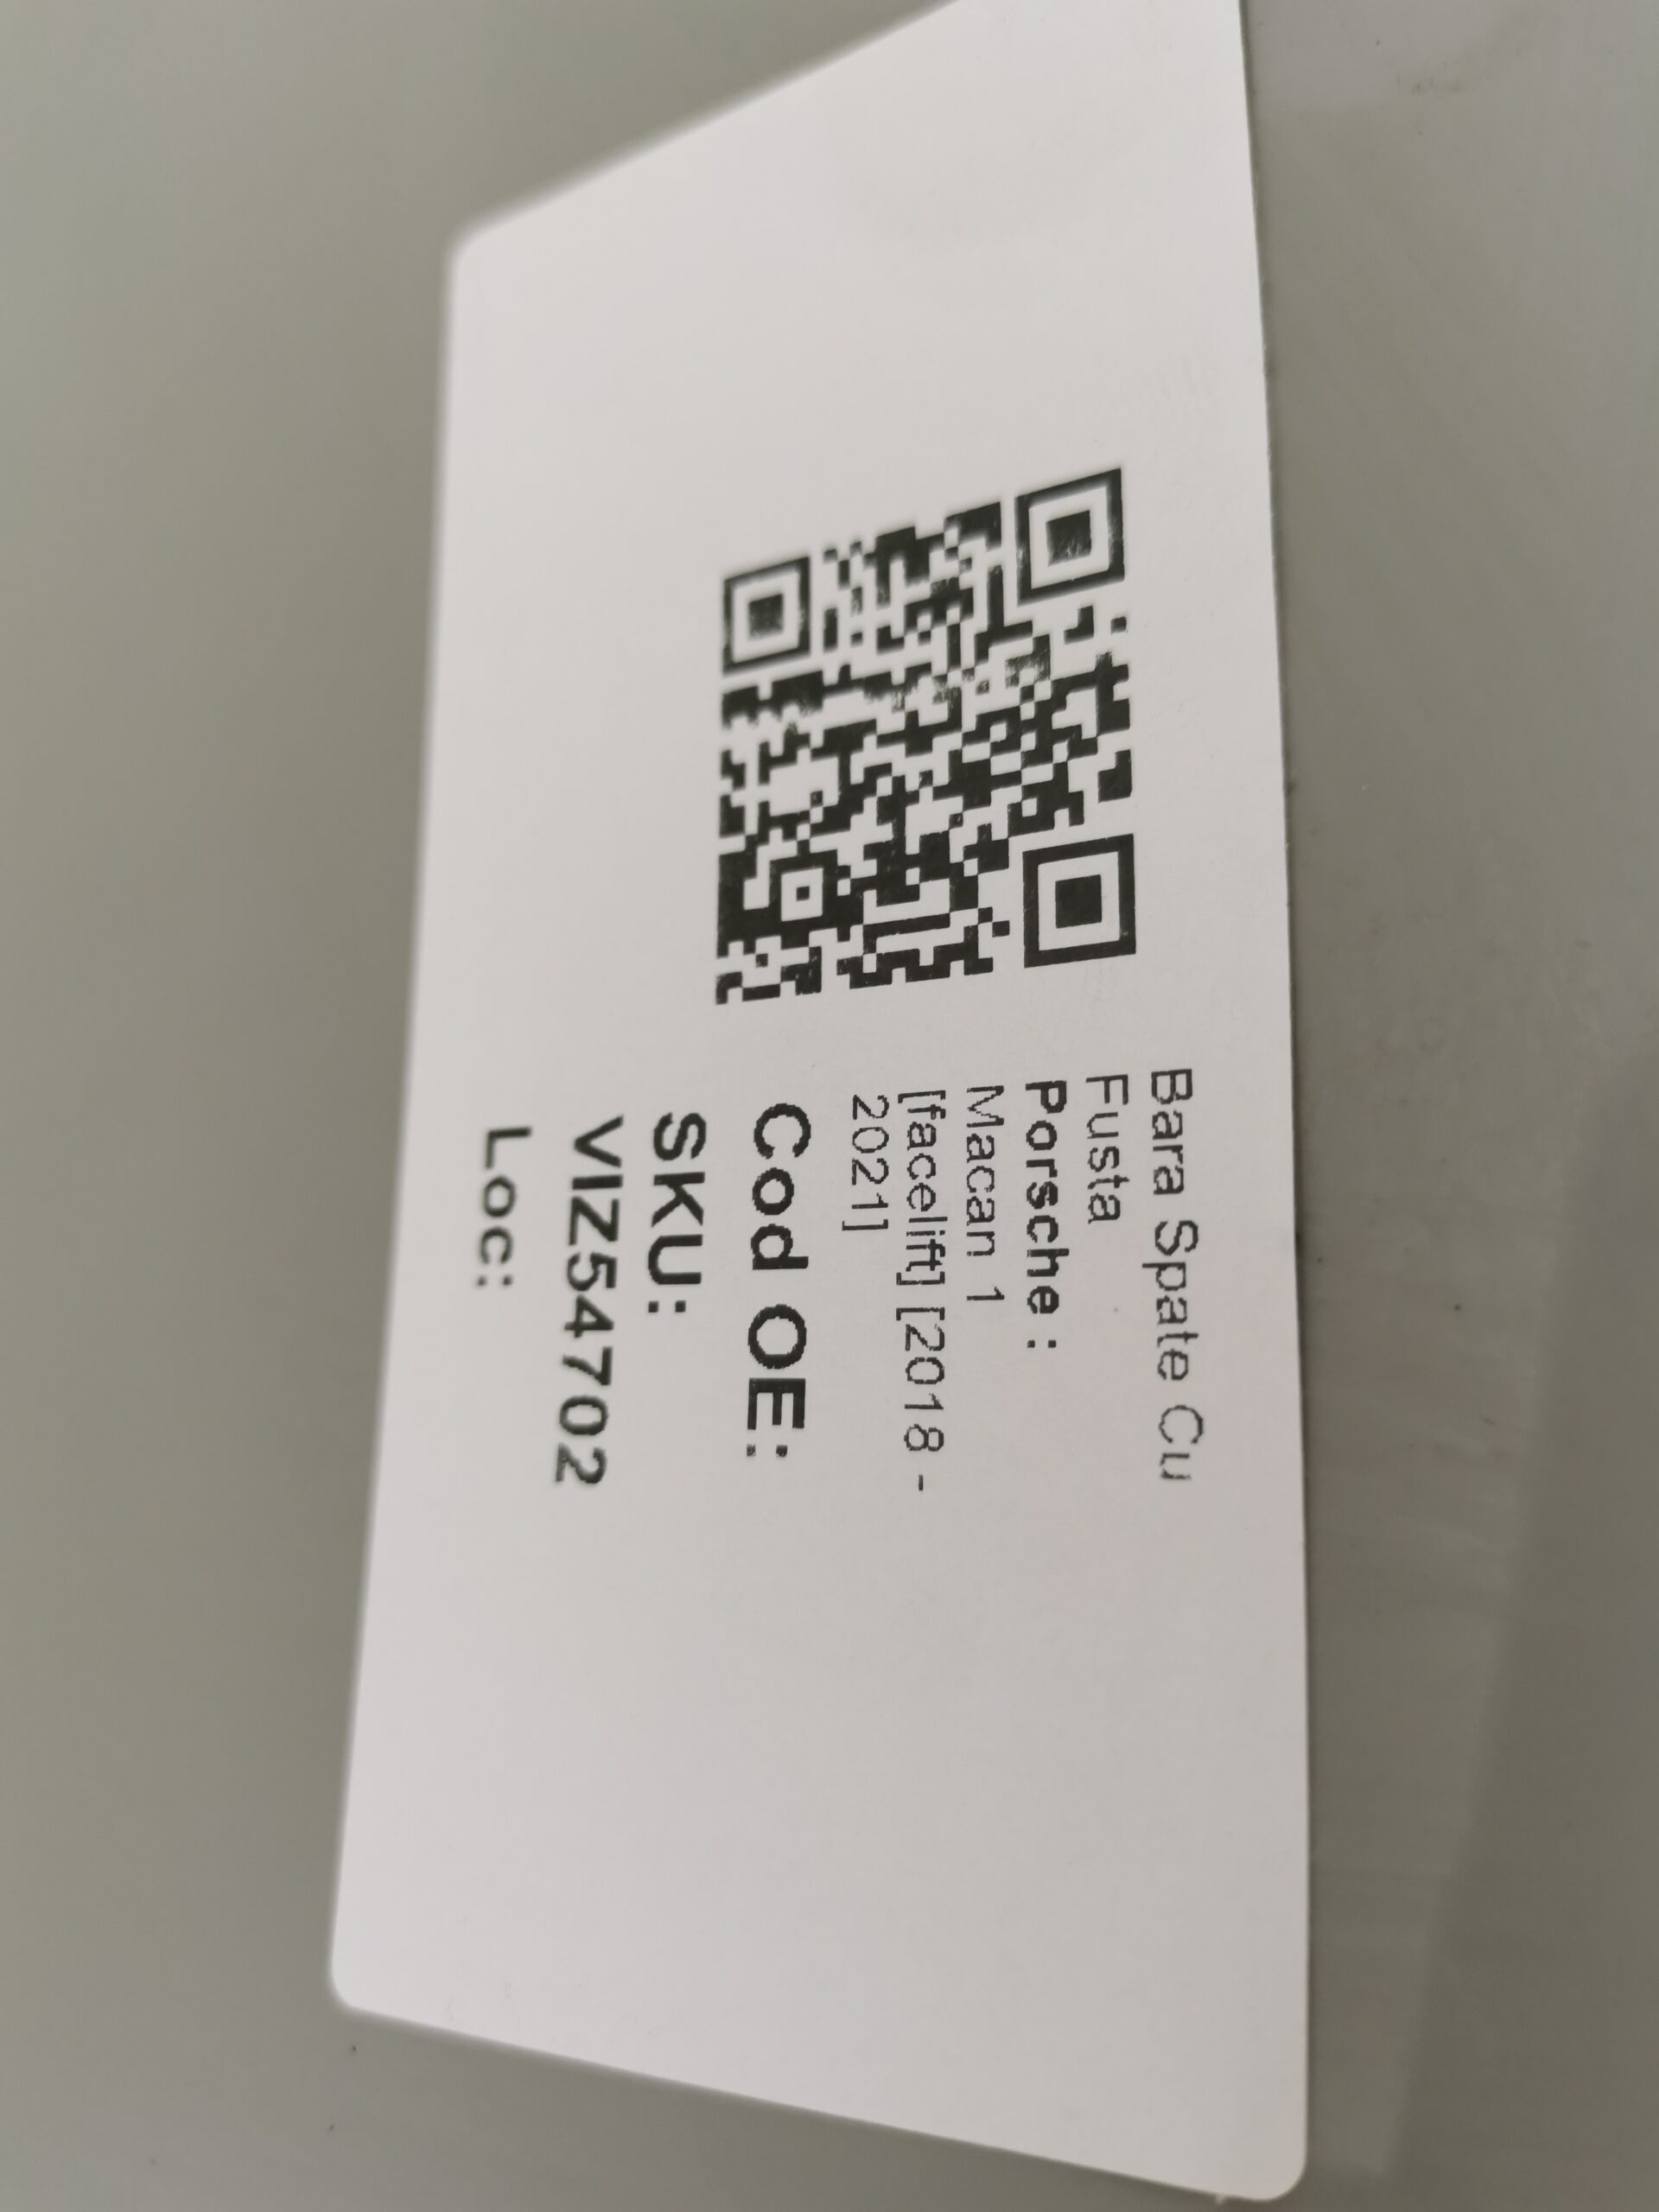 Bara Spate Cu
Fusta
Porsche :
Macan 1
[facelift] [2018 -
2021]
Cod OE:
SKU:
VIZ54702
Loc: